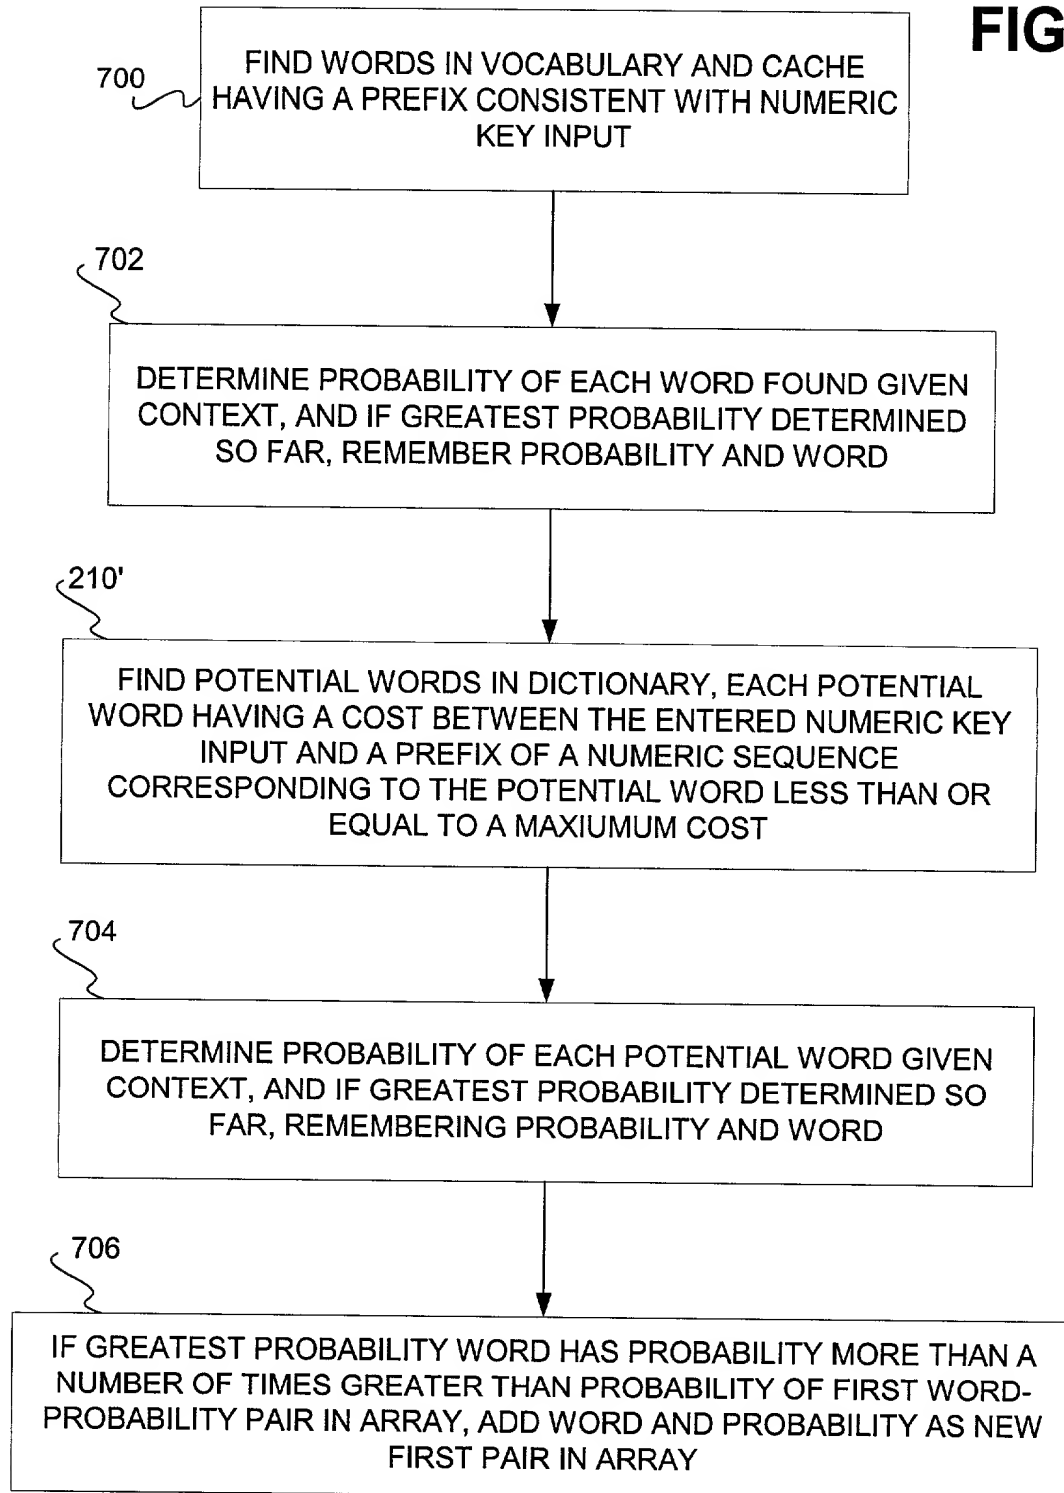 FIG
700
FIND WORDS IN VOCABULARY AND CACHE
HAVING A PREFIX CONSISTENT WITH NUMERIC
KEY INPUT
702
DETERMINE PROBABILITY OF EACH WORD FOUND GIVEN
CONTEXT, AND IF GREATEST PROBABILITY DETERMINED
SO FAR, REMEMBER PROBABILITY AND WORD
210'
FIND POTENTIAL WORDS IN DICTIONARY, EACH POTENTIAL
WORD HAVING A COST BETWEEN THE ENTERED NUMERIC KEY
INPUT AND A PREFIX OF A NUMERIC SEQUENCE
CORRESPONDING TO THE POTENTIAL WORD LESS THAN OR
EQUAL TO A MAXIUMUM COST
704
DETERMINE PROBABILITY OF EACH POTENTIAL WORD GIVEN
CONTEXT, AND IF GREATEST PROBABILITY DETERMINED SO
FAR, REMEMBERING PROBABILITY AND WORD
706
IF GREATEST PROBABILITY WORD HAS PROBABILITY MORE THAN A
NUMBER OF TIMES GREATER THAN PROBABILITY OF FIRST WORD-
PROBABILITY PAIR IN ARRAY, ADD WORD AND PROBABILITY AS NEW
FIRST PAIR IN ARRAY